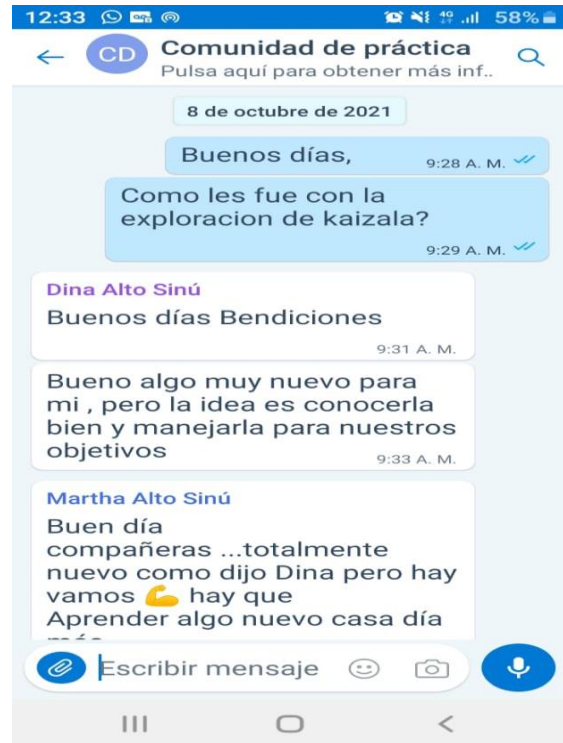 12:33 4G 58%
CD Comunidad de práctica
Pulsa aquí para obtener más inf..
8 de octubre de 2021
Buenos días,
9:28 A. M.
Como les fue con la
exploracion de kaizala?
9:29 A. M.
Dina Alto Sinú
Buenos días Bendiciones
9:31 A. M.
Bueno algo muy nuevo para
mi , pero la idea es conocerla
bien y manejarla para nuestros
objetivos
9:33 A. M.
Martha Alto Sinú
Buen día
compañeras ...totalmente
nuevo como dijo Dina pero hay
vamos 💪 hay que
Aprender algo nuevo casa día
Escribir mensaje